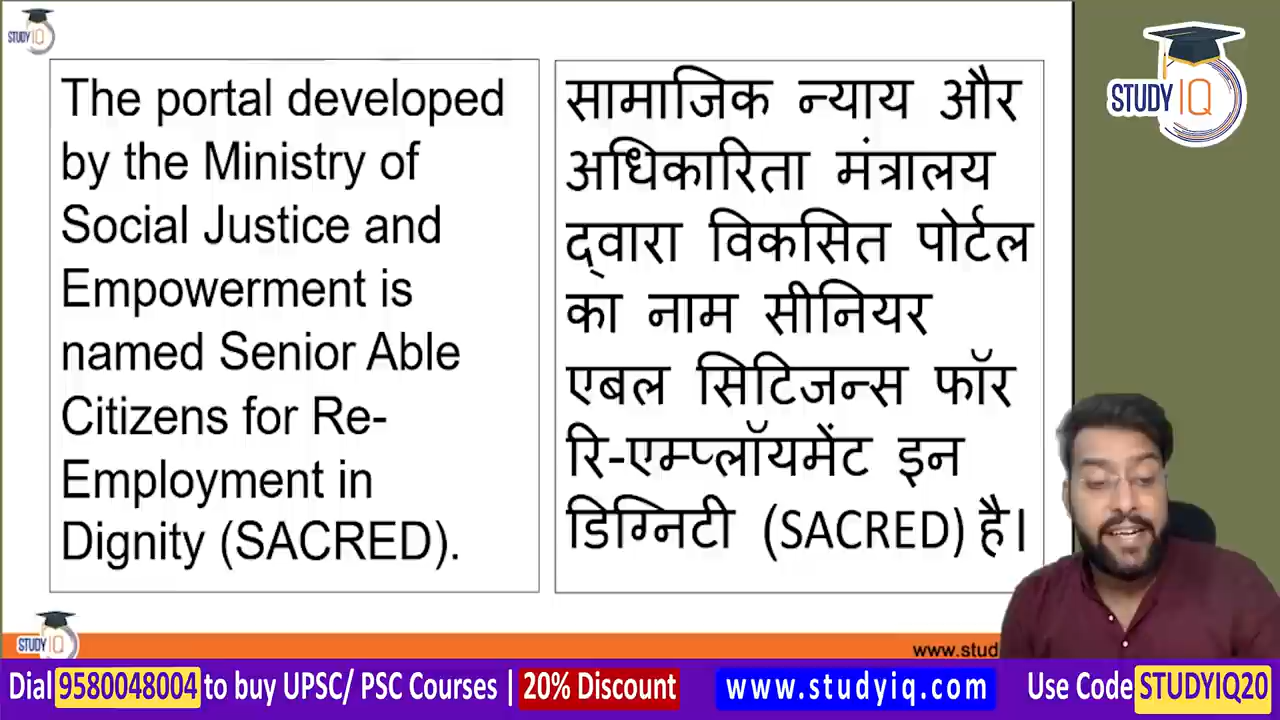 STUDY IQ
The portal developed
by the Ministry of
Social Justice and
Empowerment is
named Senior Able
Citizens for Re-
Employment in
Dignity (SACRED).
सामाजिक न्याय और
अधिकारिता मंत्रालय
द्वारा विकसित पोर्टल
का नाम सीनियर
एबल सिटिजन्स फॉर
रि-एम्प्लॉयमेंट इन
डिग्निटी (SACRED) है।
STUDY IQ
STUDY IQ
www.stud
Dial 9580048004 to buy UPSC/ PSC Courses | 20% Discount www.studyiq.com Use Code STUDYIQ20